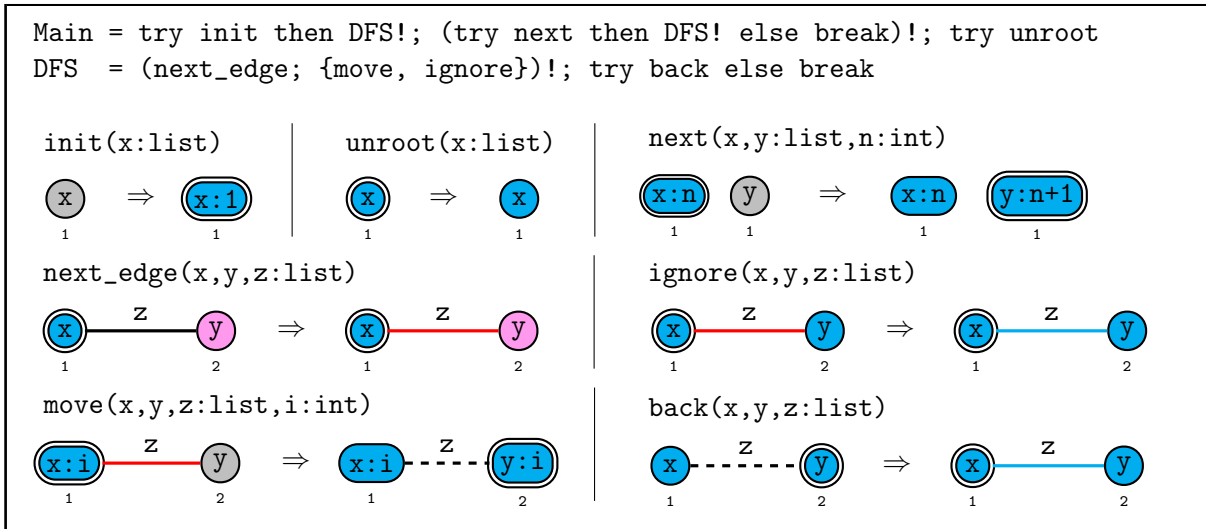 Main = try init then DFS!; (try next then DFS! else break)!; try unroot
DFS  = (next_edge; {move, ignore})!; try back else break
init(x:list)
x ⇒ x:1
1 1
unroot(x:list)
x ⇒ x
1 1
next(x,y:list,n:int)
x:n y ⇒ x:n y:n+1
1 1 1 1
next_edge(x,y,z:list)
x z y ⇒ x z y
1 2 1 2
ignore(x,y,z:list)
x z y ⇒ x z y
1 2 1 2
move(x,y,z:list,i:int)
x:i z y ⇒ x:i z y:i
1 2 1 2
back(x,y,z:list)
x z y ⇒ x z y
1 2 1 2